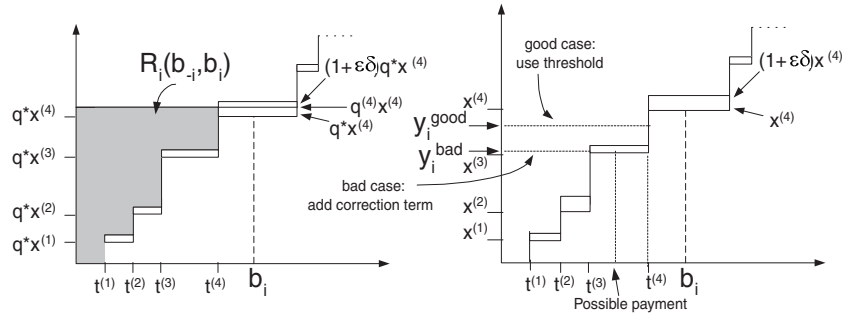 R_i(b_{-i},b_i)
(1+εδ)q*x^(4)
q^(4)x^(4)
q*x^(4)
q*x^(4)
q*x^(3)
q*x^(2)
q*x^(1)
t^(1) t^(2) t^(3) t^(4) b_i
good case:
use threshold
(1+εδ)x^(4)
x^(4)
x^(4)
y_i^good
y_i^bad
x^(3)
bad case:
add correction term
x^(2)
x^(1)
t^(1) t^(2) t^(3) t^(4) b_i
Possible payment